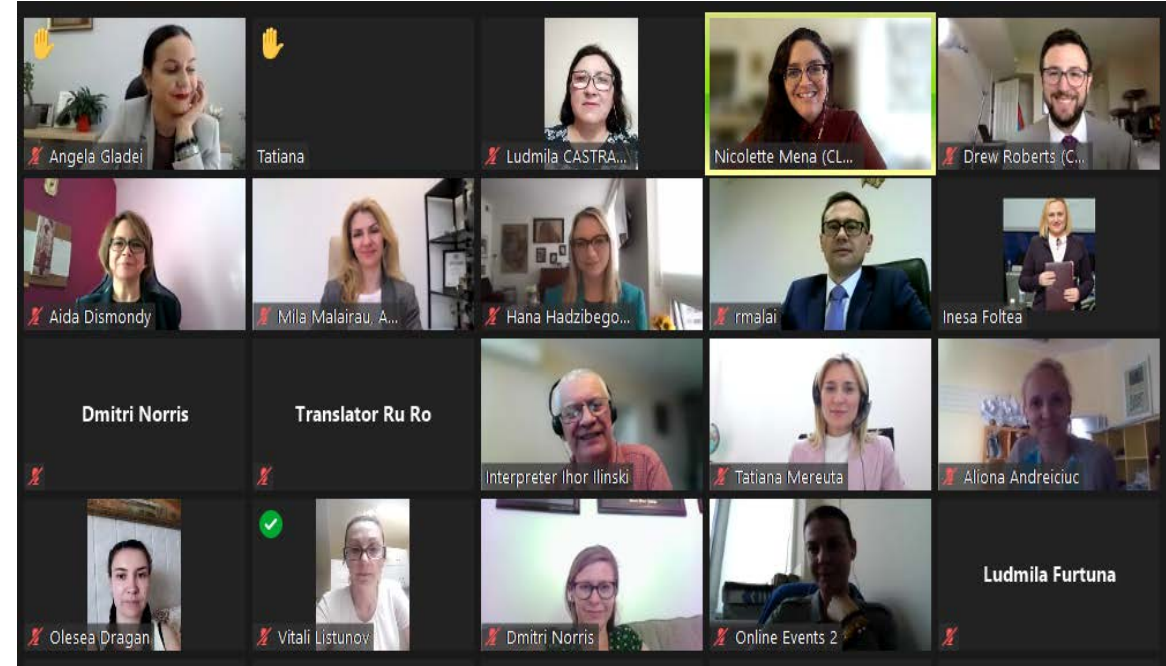 Angela Gladei
Tatiana
Ludmila CASTRA...
Nicolette Mena (CL...
Drew Roberts (C...
Aida Dismondy
Mila Malairau, A...
Hana Hadzibego...
rmalai
Inesa Foltea
Dmitri Norris
Translator Ru Ro
Interpreter Ihor Ilinski
Tatiana Mereuta
Aliona Andreiciuc
Olesea Dragan
Vitali Listunov
Dmitri Norris
Online Events 2
Ludmila Furtuna